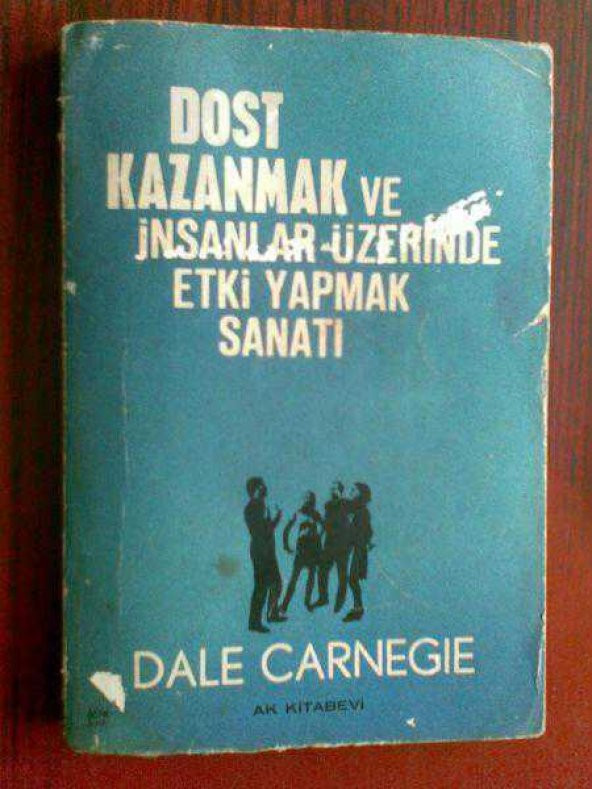 DOST
KAZANMAK VE
İNSANLAR ÜZERİNDE
ETKİ YAPMAK
SANATI
DALE CARNEGIE
AK KİTABEVİ